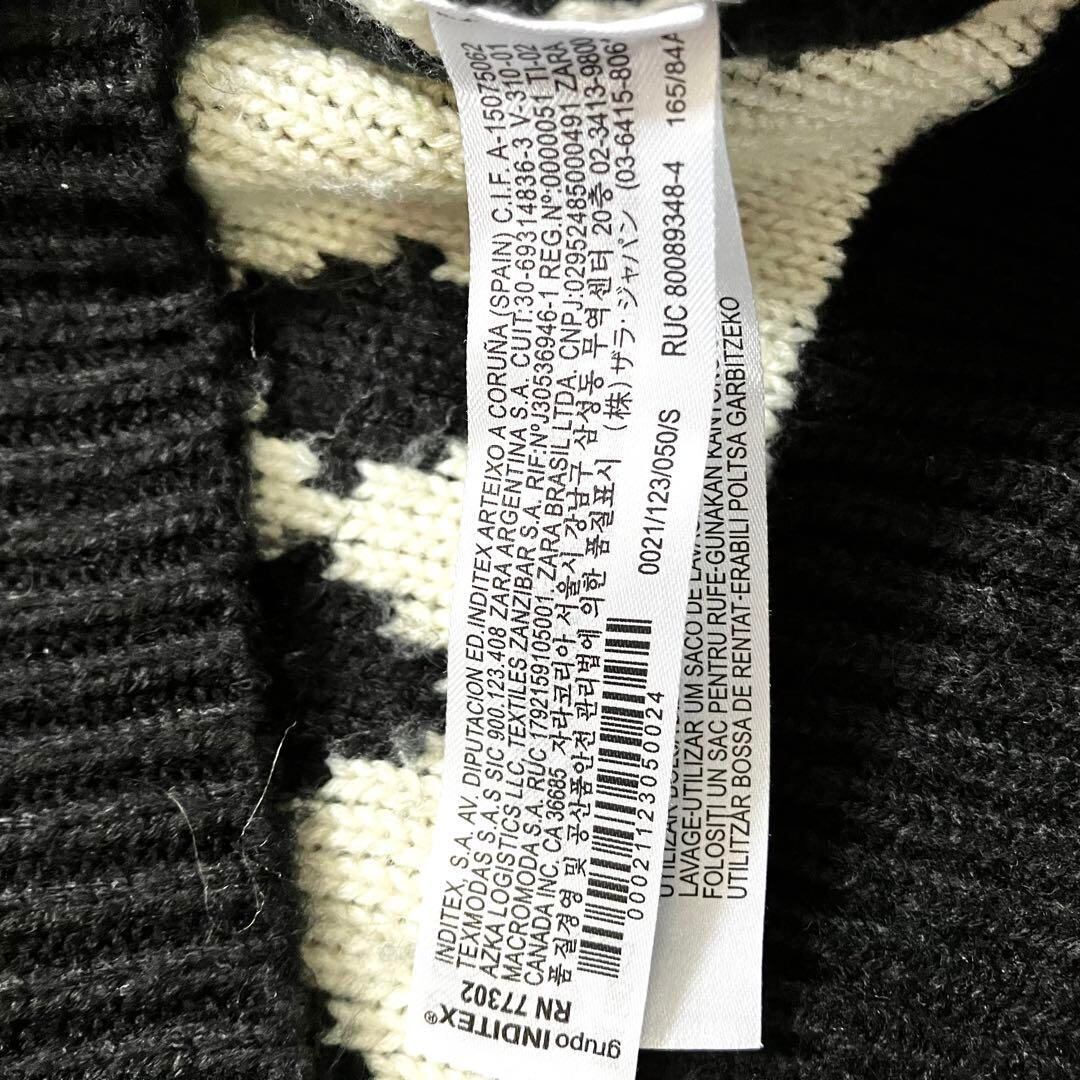 grupo INDITEX®
RN 77302
INDITEX, S.A. AV. DIPUTACION ED.INDITEX ARTEIXO A CORUÑA (SPAIN) C.I.F. A-15075062
TEXMODAS S.A.S SIC 900.123.408 ZARA ARGENTINA S.A. CUIT:30-69314836-3 V-310-01
AZKA LOGISTICS LLC, TEXTILES ZANZIBAR S.A. RIF:NºJ30536946-1 REG.Nº:0000051 TI-02
MACROMODA S.A. RUC 1792159105001. ZARA BRASIL LTDA. CNPJ:02952485000491 ZARA
CANADA INC. CA 36685 자라코리아 서울시 강남구 삼성동 무역센터 20층 02-3413-9800
품질경영 및 공산품안전 관리법에 의한 품질표시 (株) ザラ・ジャパン (03-6415-806
00021123050024
0021/123/050/S RUC 80089348-4 165/84A
LAVAGE-UTILIZAR UM SACO DE
FOLOSITI UN SAC PENTRU RUFE-GUNAKAN
UTILITZAR BOSSA DE RENTAT-ERABILI POLTSA GARBITZEKO